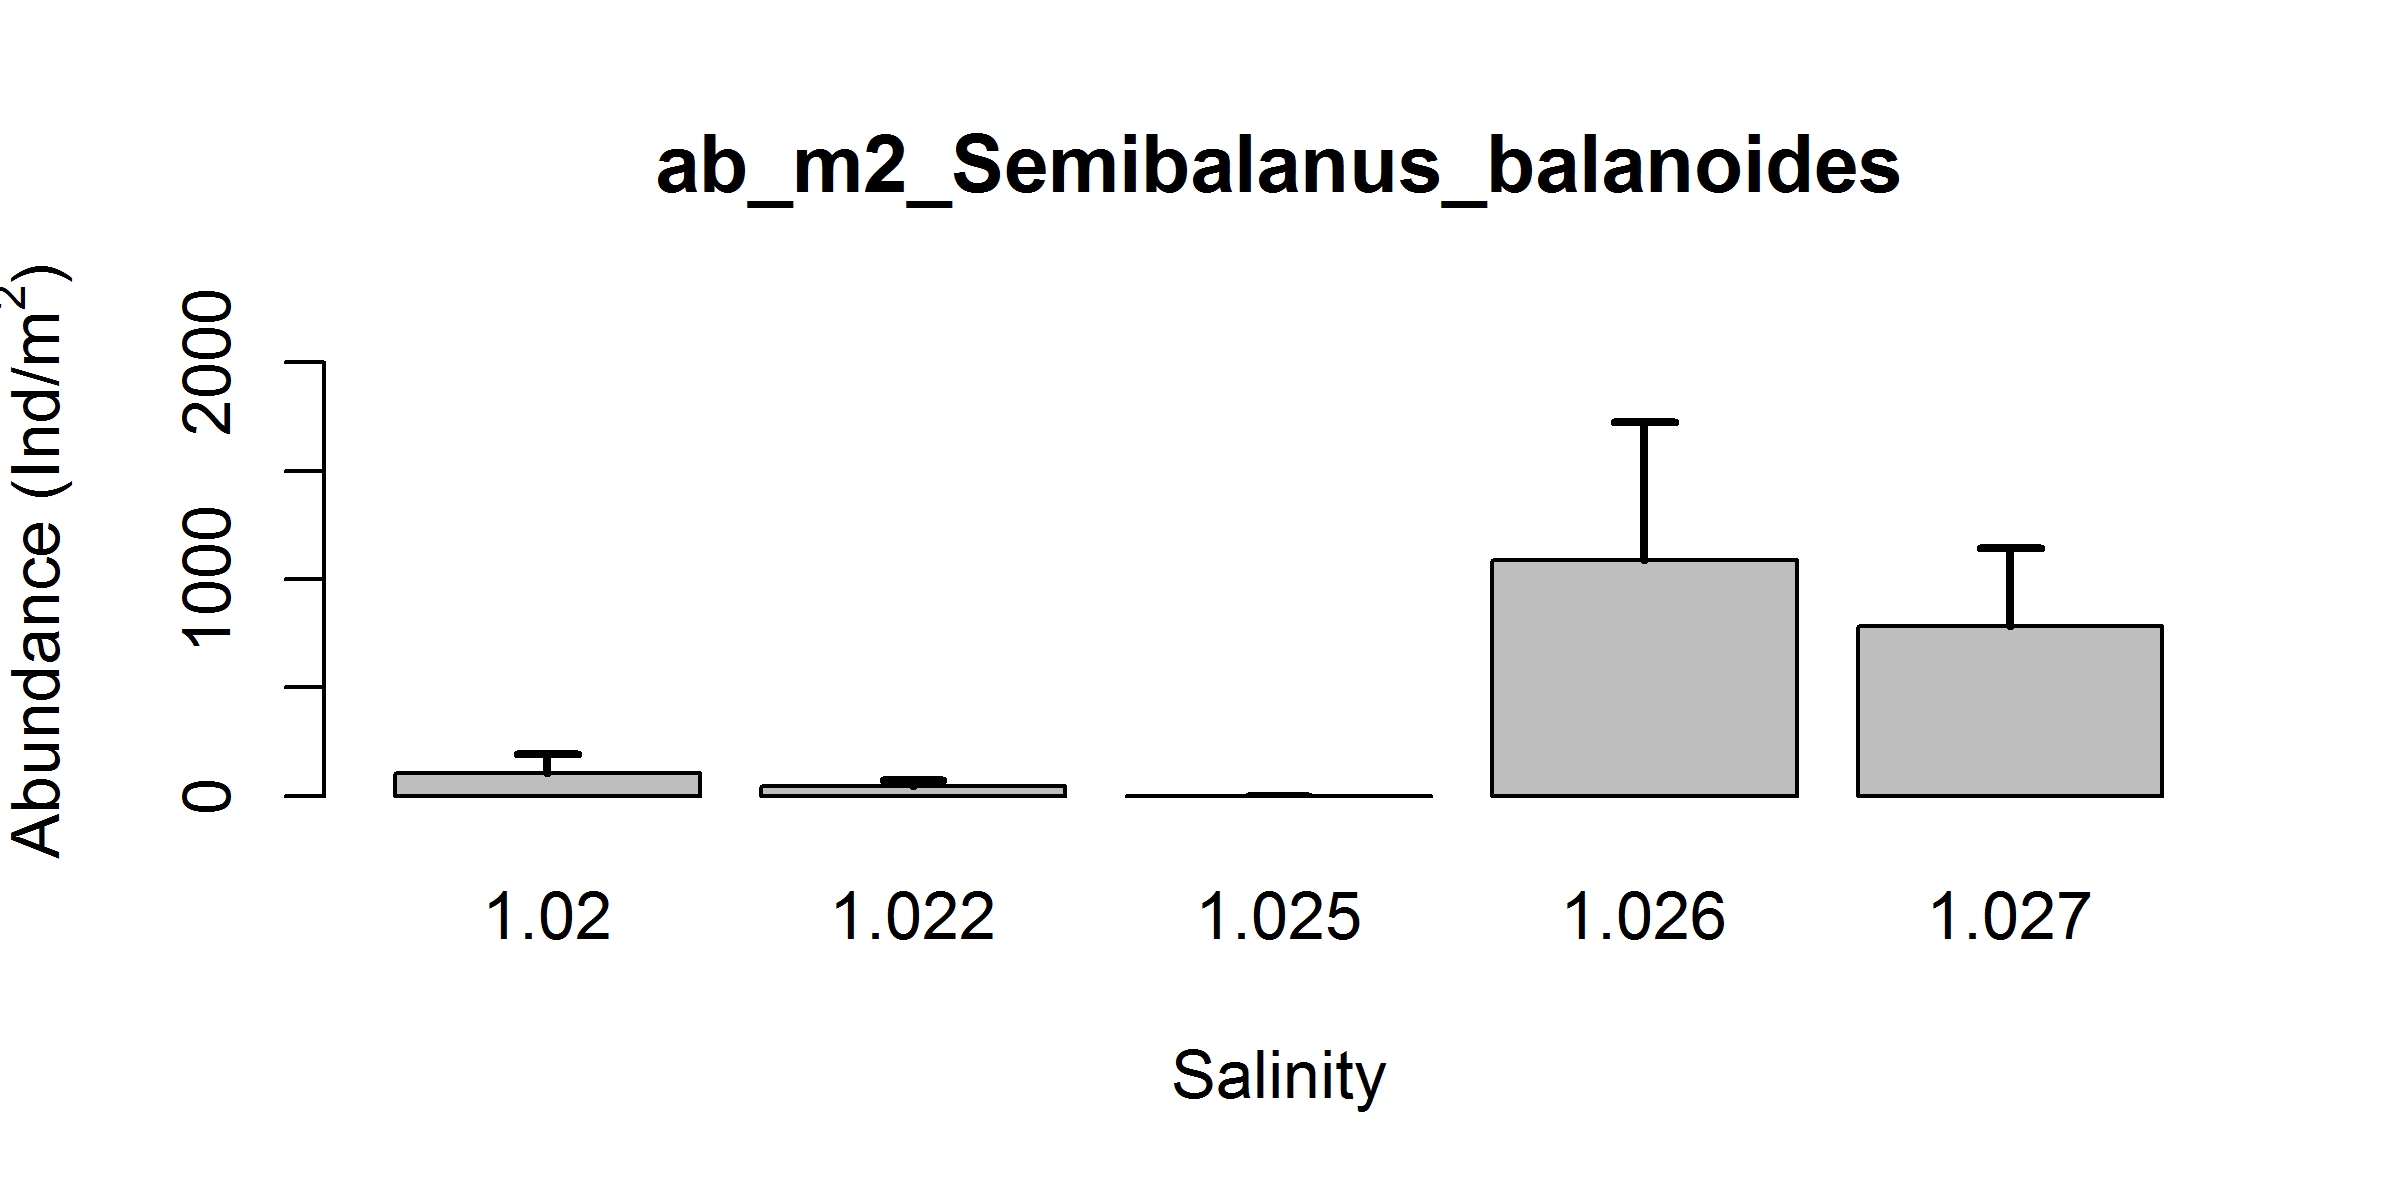 ab_m2_Semibalanus_balanoides
Abundance (Ind/m²)
2000
1000
0
1.02 1.022 1.025 1.026 1.027
Salinity